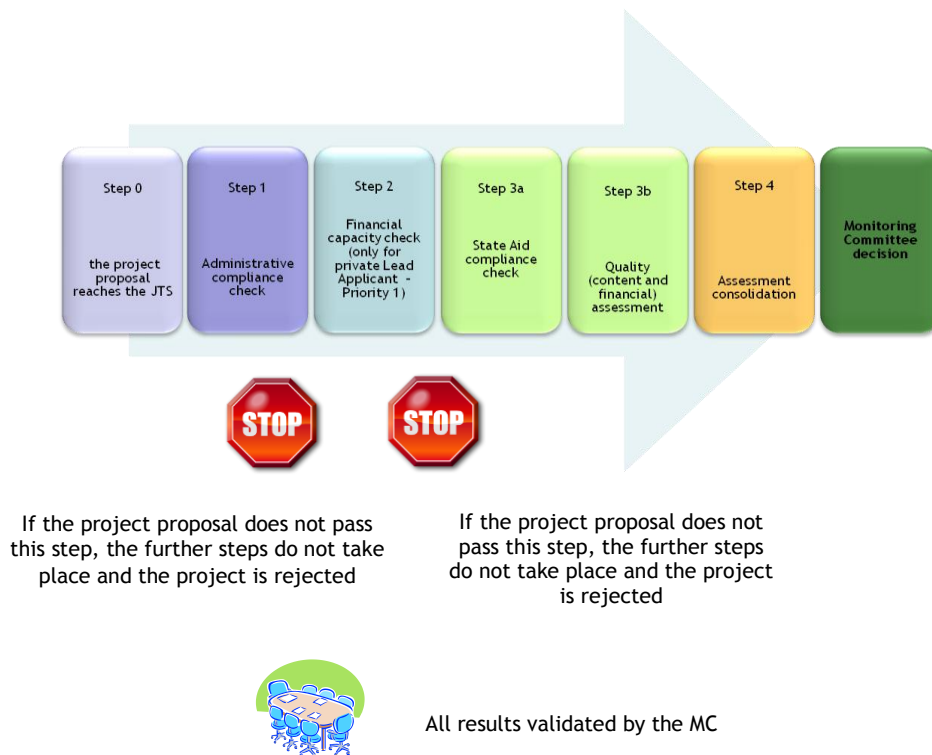 Step 0
the project
proposal
reaches the JTS
Step 1
Administrative
compliance
check
Step 2
Financial
capacity check
(only for
private Lead
Applicant -
Priority 1)
Step 3a
State Aid
compliance
check
Step 3b
Quality
(content and
financial)
assessment
Step 4
Assessment
consolidation
Monitoring
Committee
decision
STOP
STOP
If the project proposal does not pass
this step, the further steps do not take
place and the project is rejected
If the project proposal does not
pass this step, the further steps
do not take place and the project
is rejected
All results validated by the MC